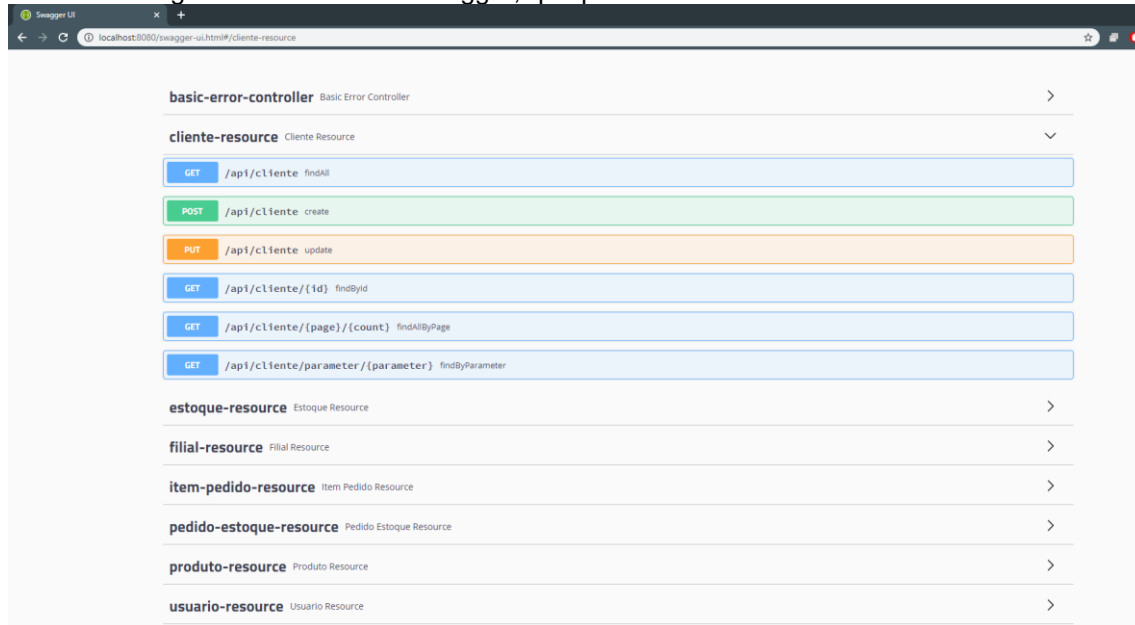 Swagger UI
localhost:8080/swagger-ui.html#/cliente-resource
basic-error-controller Basic Error Controller
cliente-resource Cliente Resource
GET /api/cliente findAll
POST /api/cliente create
PUT /api/cliente update
GET /api/cliente/{id} findById
GET /api/cliente/{page}/{count} findAllByPage
GET /api/cliente/parameter/{parameter} findByParameter
estoque-resource Estoque Resource
filial-resource Filial Resource
item-pedido-resource Item Pedido Resource
pedido-estoque-resource Pedido Estoque Resource
produto-resource Produto Resource
usuario-resource Usuario Resource